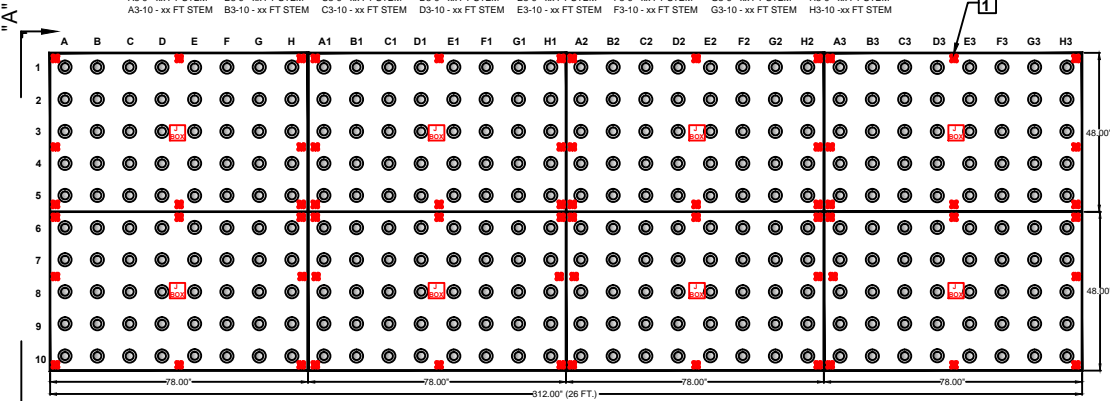 A3-10 - xx FT STEM B3-10 - xx FT STEM C3-10 - xx FT STEM D3-10 - xx FT STEM E3-10 - xx FT STEM F3-10 - xx FT STEM G3-10 - xx FT STEM H3-10 - xx FT STEM
"A"
1
A B C D E F G H A1 B1 C1 D1 E1 F1 G1 H1 A2 B2 C2 D2 E2 F2 G2 H2 A3 B3 C3 D3 E3 F3 G3 H3
1
2
3
J BOX J BOX J BOX J BOX
48.00"
4
5
6
7
8
J BOX J BOX J BOX J BOX
48.00"
9
10
78.00" 78.00" 78.00" 78.00"
312.00" (26 FT.)